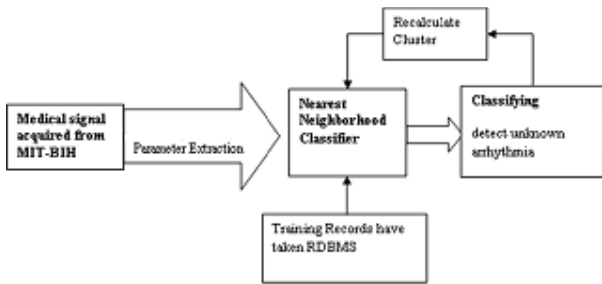 Recalculate
Cluster
Medical signal
acquired from
MIT-BIH
Parameter Extraction
Nearest
Neighborhood
Classifier
Classifying
detect unknown
arrhythmia
Training Records have
taken RDBMS